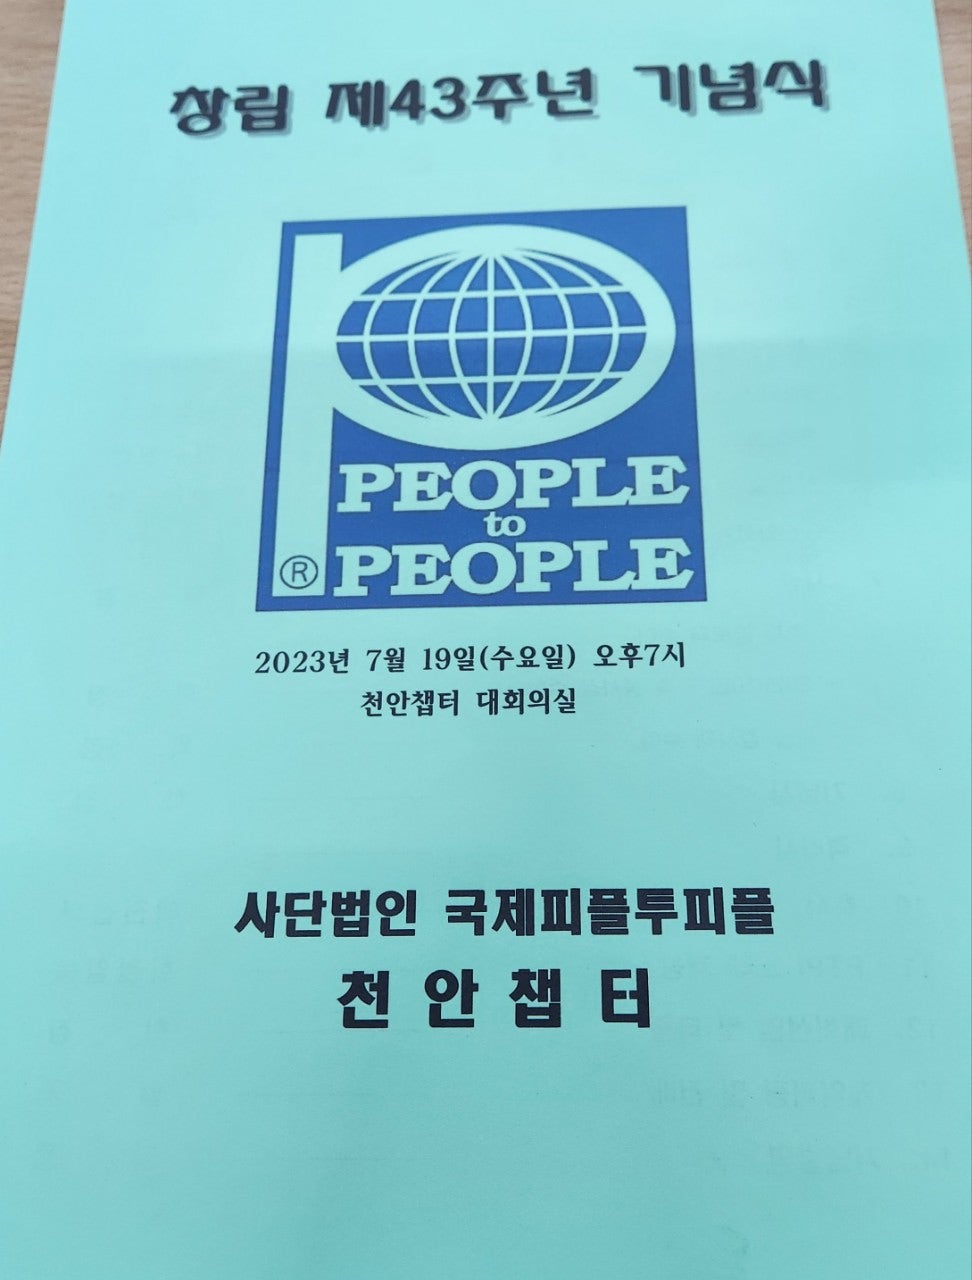 창립 제43주년 기념식
PEOPLE
to
PEOPLE
®
2023년 7월 19일(수요일) 오후7시
천안챕터 대회의실
사단법인 국제피플투피플
천안챕터